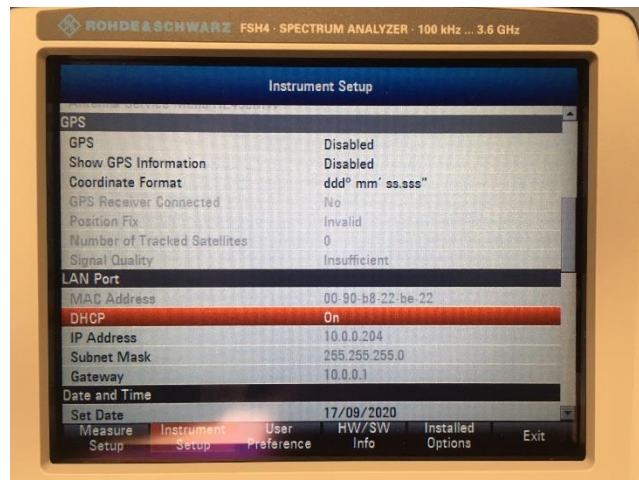 ROHDE&SCHWARZ FSH4 · SPECTRUM ANALYZER · 100 kHz ... 3.6 GHz
Instrument Setup
GPS
GPS Disabled
Show GPS Information Disabled
Coordinate Format ddd° mm' ss.sss"
GPS Receiver Connected No
Position Fix Invalid
Number of Tracked Satellites 0
Signal Quality Insufficient
LAN Port
MAC Address 00-90-b8-22-be-22
DHCP On
IP Address 10.0.0.204
Subnet Mask 255.255.255.0
Gateway 10.0.0.1
Date and Time
Set Date 17/09/2020
Measure Setup
Instrument Setup
User Preference
HW/SW Info
Installed Options
Exit